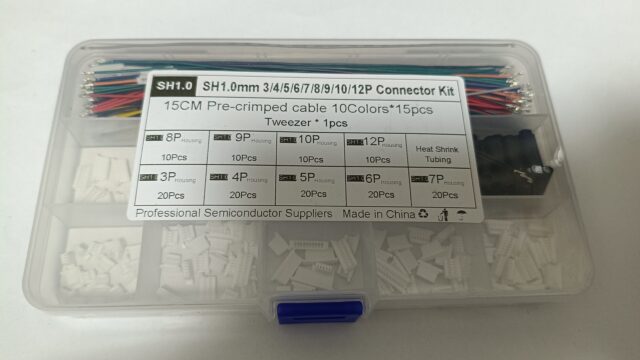 SH1.0 SH1.0mm 3/4/5/6/7/8/9/10/12P Connector Kit
15CM Pre-crimped cable 10Colors*15pcs
Tweezer * 1pcs
SH1.0 8P Housing SH1.0 9P Housing SH1.0 10P Housing SH1.0 12P Housing Heat Shrink
10Pcs 10Pcs 10Pcs 10Pcs Tubing
SH1.0 3P Housing SH1.0 4P Housing SH1.0 5P Housing SH1.0 6P Housing SH1.0 7P Housing
20Pcs 20Pcs 20Pcs 20Pcs 20Pcs
Professional Semiconductor Suppliers Made in China